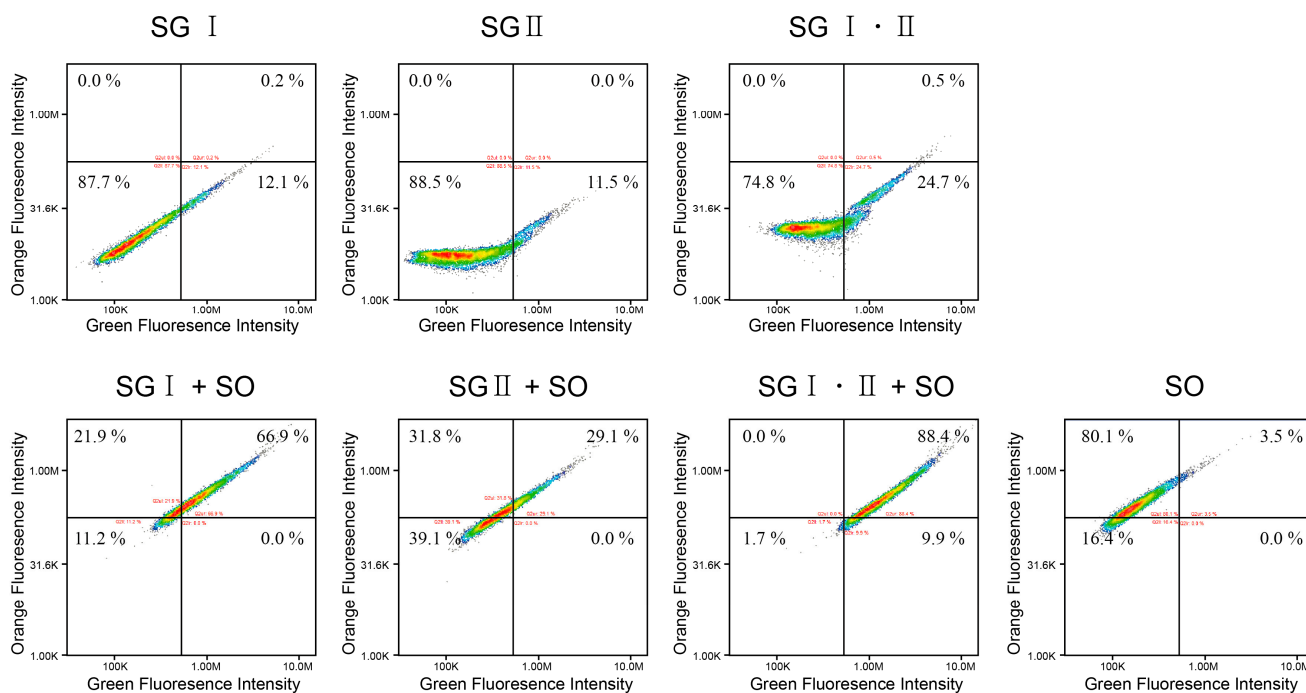 SG Ⅰ
SGⅡ
SG Ⅰ・Ⅱ
Orange Fluoresence Intensity
1.00M
31.6K
1.00K
0.0 %
0.2 %
87.7 %
12.1 %
100K
1.00M
10.0M
Green Fluoresence Intensity
Orange Fluoresence Intensity
1.00M
31.6K
1.00K
0.0 %
0.0 %
88.5 %
11.5 %
100K
1.00M
10.0M
Green Fluoresence Intensity
Orange Fluoresence Intensity
1.00M
31.6K
1.00K
0.0 %
0.5 %
74.8 %
24.7 %
100K
1.00M
10.0M
Green Fluoresence Intensity
SGⅠ + SO
SGⅡ + SO
SGⅠ・Ⅱ + SO
SO
Orange Fluoresence Intensity
1.00M
31.6K
1.00K
21.9 %
66.9 %
11.2 %
0.0 %
100K
1.00M
10.0M
Green Fluoresence Intensity
Orange Fluoresence Intensity
1.00M
31.6K
1.00K
31.8 %
29.1 %
39.1 %
0.0 %
100K
1.00M
10.0M
Green Fluoresence Intensity
Orange Fluoresence Intensity
1.00M
31.6K
1.00K
0.0 %
88.4 %
1.7 %
9.9 %
100K
1.00M
10.0M
Green Fluoresence Intensity
Orange Fluoresence Intensity
1.00M
31.6K
1.00K
80.1 %
3.5 %
16.4 %
0.0 %
100K
1.00M
10.0M
Green Fluoresence Intensity